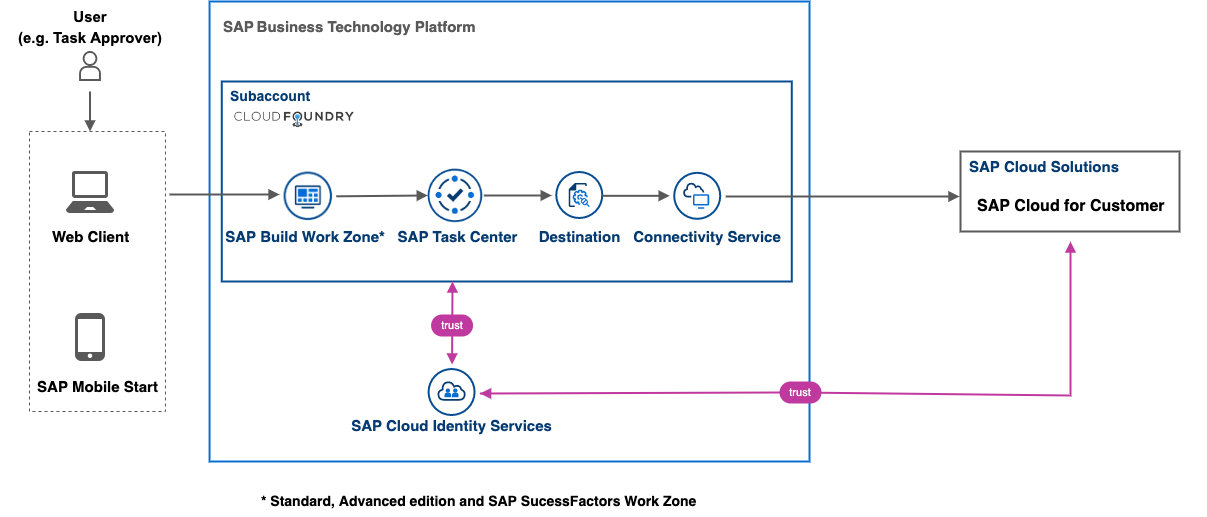 User
(e.g. Task Approver)
SAP Business Technology Platform
Subaccount
CLOUDFOUNDRY
SAP Cloud Solutions
SAP Cloud for Customer
Web Client
SAP Build Work Zone*
SAP Task Center
Destination
Connectivity Service
trust
SAP Mobile Start
trust
SAP Cloud Identity Services
* Standard, Advanced edition and SAP SucessFactors Work Zone